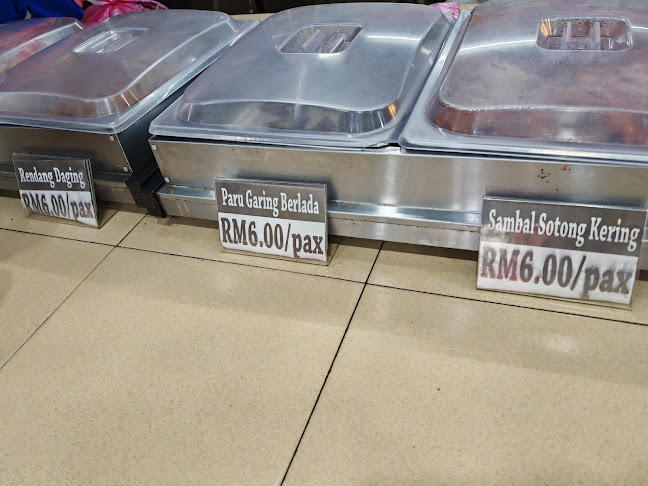 Rendang Daging
RM6.00/pax
Paru Garing Berlada
RM6.00/pax
Sambal Sotong Kering
RM6.00/pax